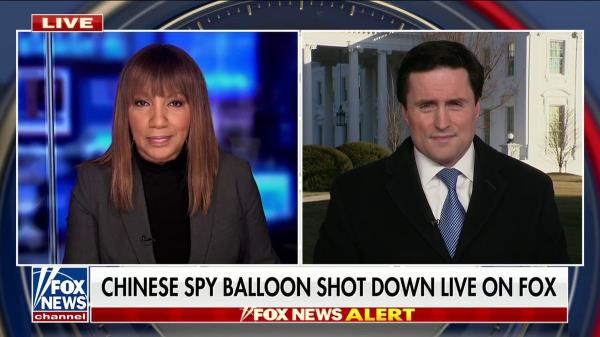 LIVE
FOX
NEWS
channel
CHINESE SPY BALLOON SHOT DOWN LIVE ON FOX
FOX NEWS ALERT